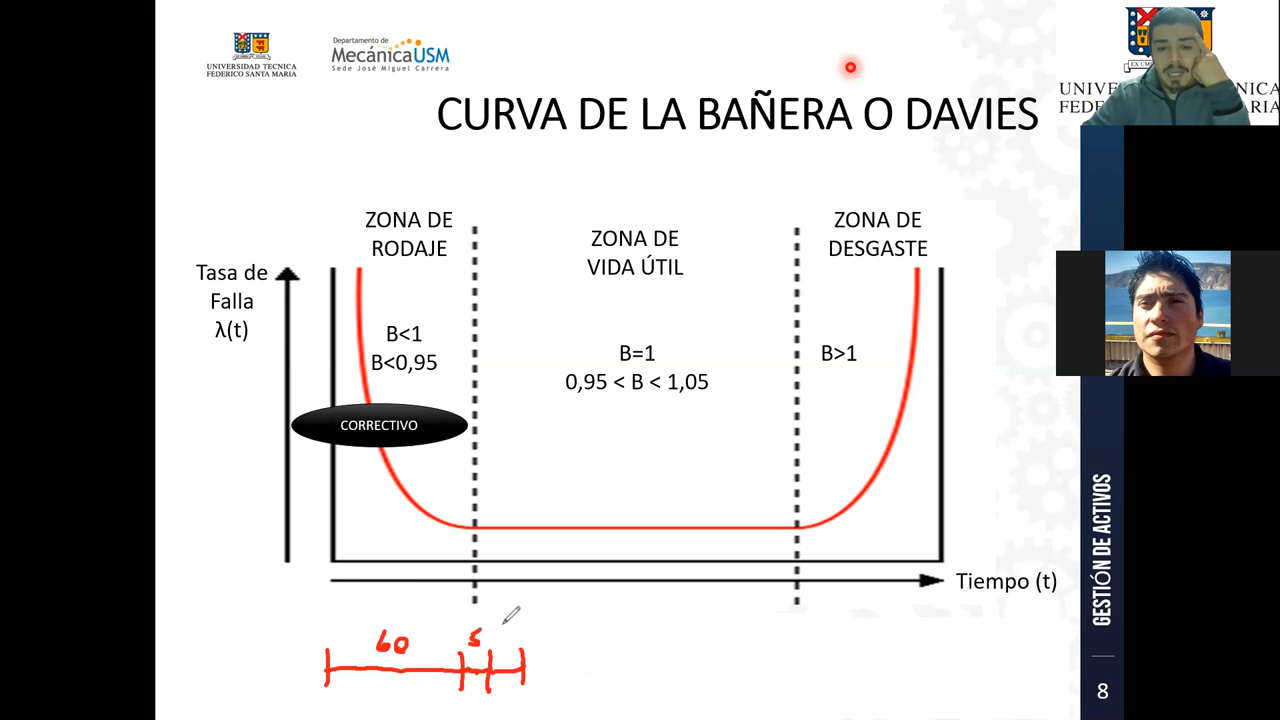 UNIVERSIDAD TECNICA
FEDERICO SANTA MARIA
Departamento de
MecánicaUSM
Sede José Miguel Carrera
CURVA DE LA BAÑERA O DAVIES
ZONA DE
RODAJE
ZONA DE
VIDA ÚTIL
ZONA DE
DESGASTE
Tasa de
Falla
λ(t)
B<1
B<0,95
B=1
0,95 < B < 1,05
B>1
CORRECTIVO
Tiempo (t)
60
5
GESTIÓN DE ACTIVOS
8